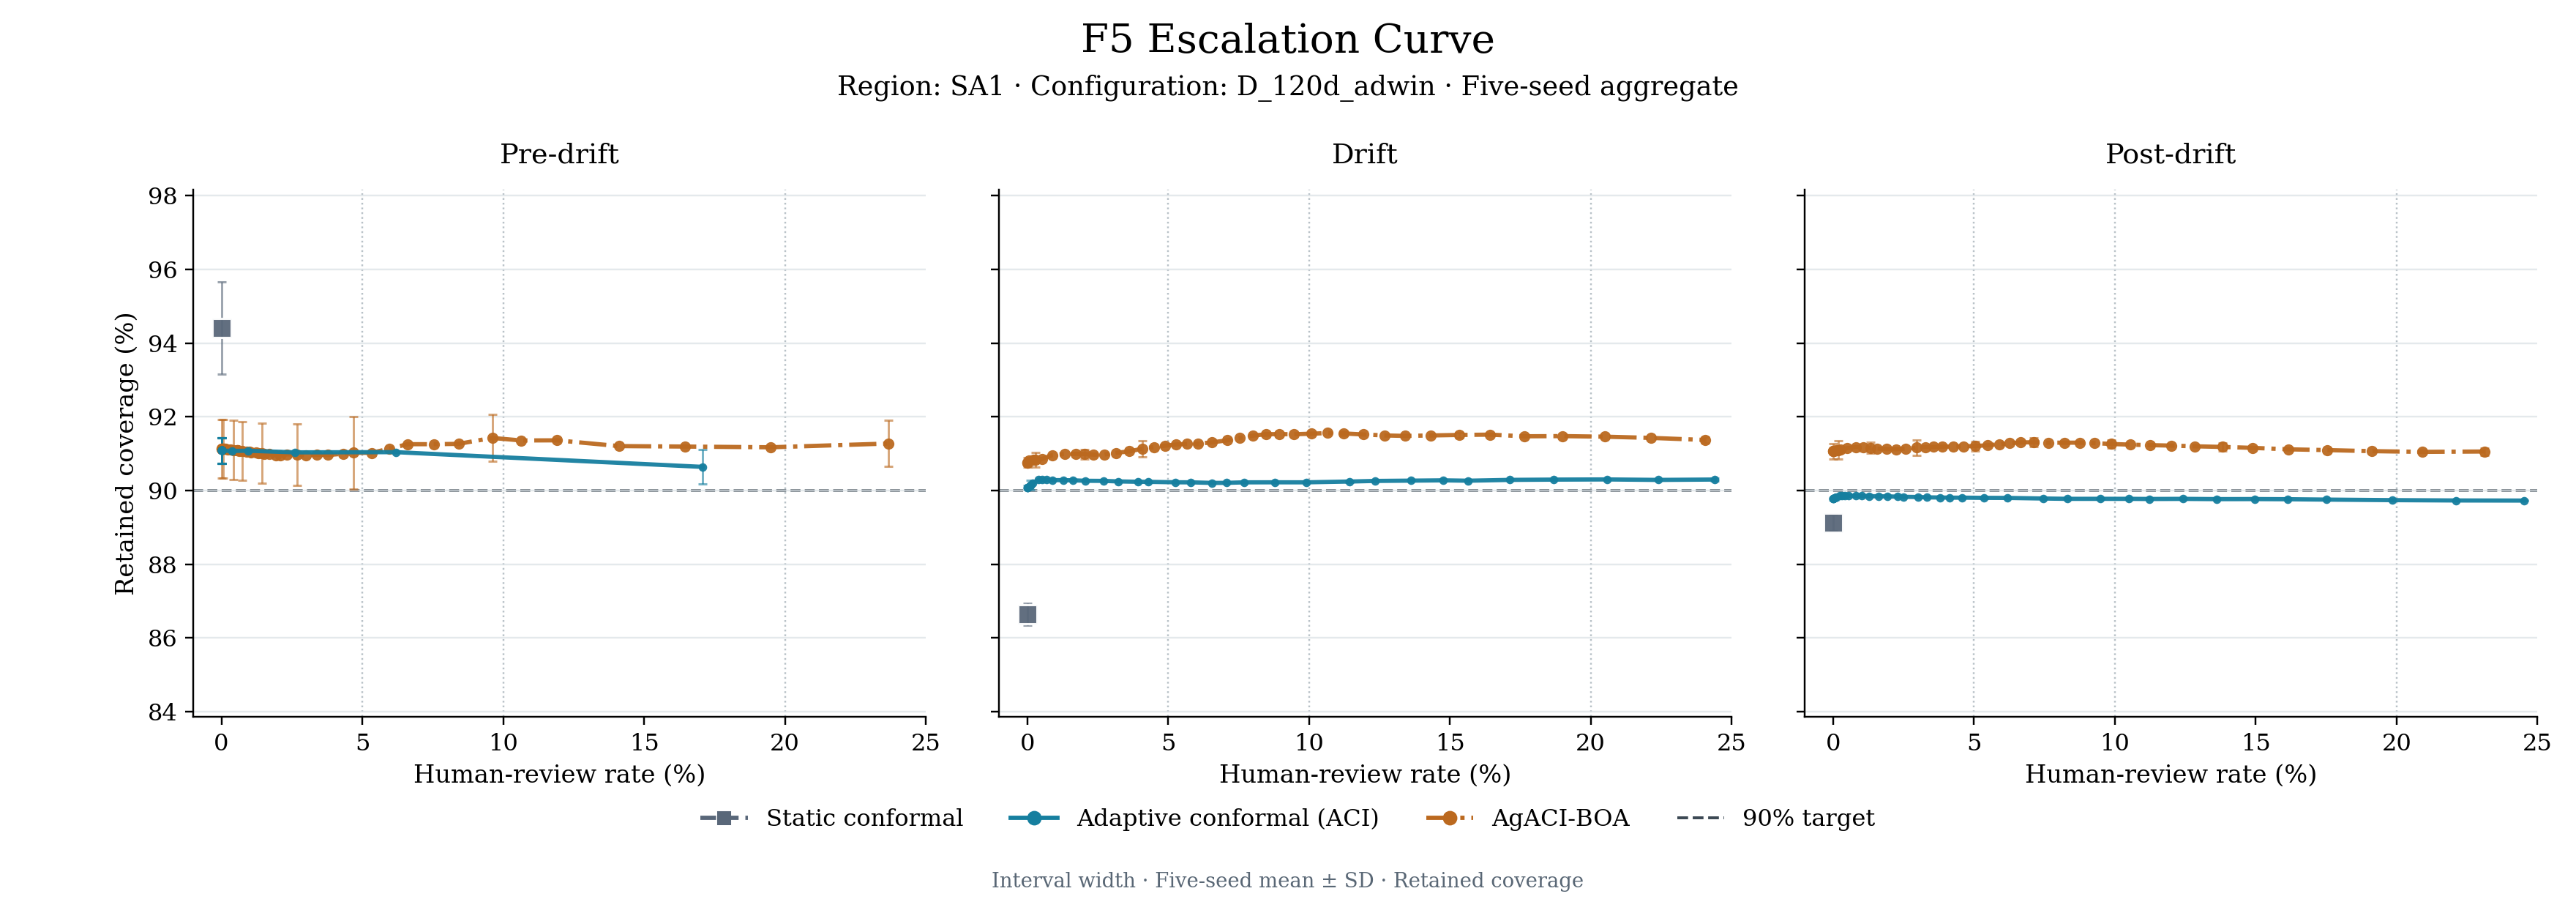 F5 Escalation Curve
Region: SA1 · Configuration: D_120d_adwin · Five-seed aggregate
Pre-drift
Drift
Post-drift
Retained coverage (%)
98
96
94
92
90
88
86
84
0 5 10 15 20 25
0 5 10 15 20 25
0 5 10 15 20 25
Human-review rate (%)
Human-review rate (%)
Human-review rate (%)
Static conformal
Adaptive conformal (ACI)
AgACI-BOA
90% target
Interval width · Five-seed mean ± SD · Retained coverage